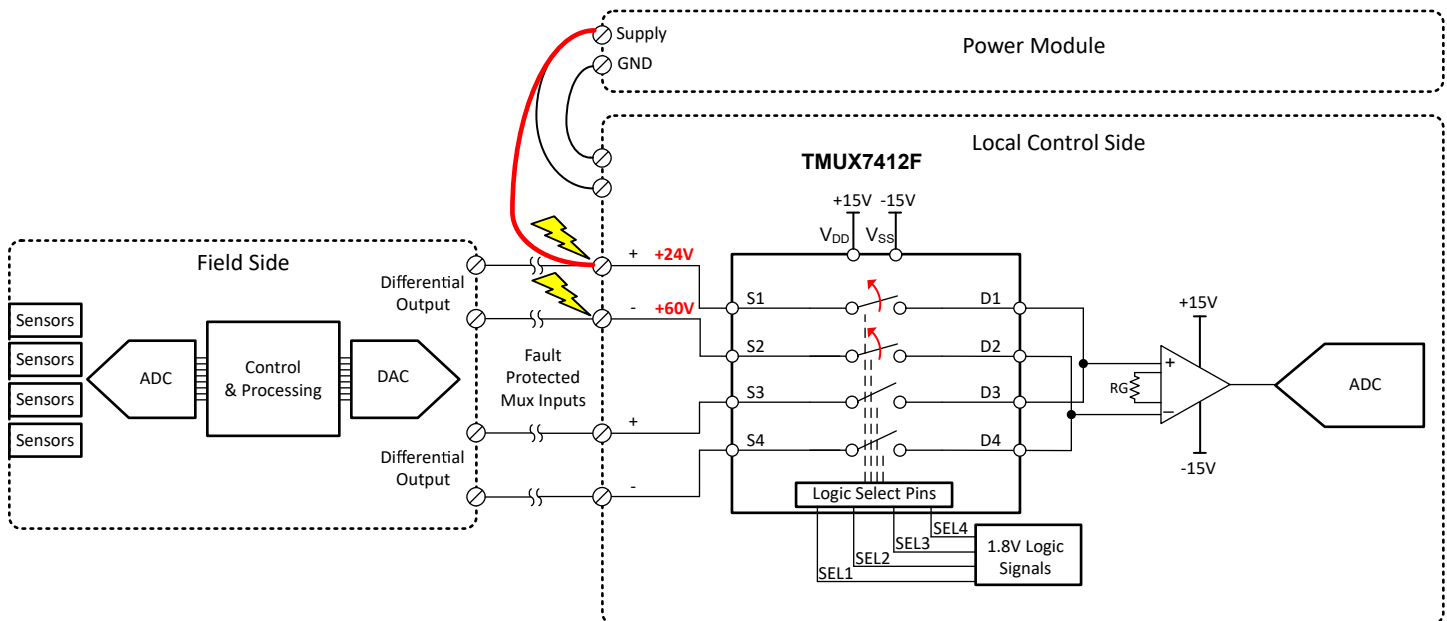 Supply
GND
Power Module
Local Control Side
TMUX7412F
+15V -15V
VDD VSS
Field Side
Sensors
Sensors
Sensors
Sensors
ADC
Control
& Processing
DAC
Differential
Output
Differential
Output
Fault
Protected
Mux Inputs
+ +24V
- +60V
+
-
S1
S2
S3
S4
D1
D2
D3
D4
Logic Select Pins
SEL4
SEL3
SEL2
SEL1
1.8V Logic
Signals
+15V
+
RG
−
-15V
ADC